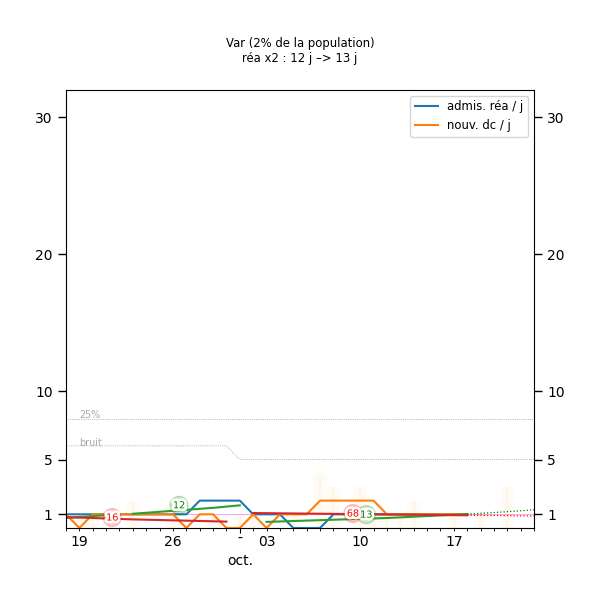 Var (2% de la population)
réa x2 : 12 j –> 13 j
admis. réa / j
nouv. dc / j
30 30
20 20
10 10
25%
bruit
5 5
12
1 16 68 13 1
19 26 - 03 10 17
oct.